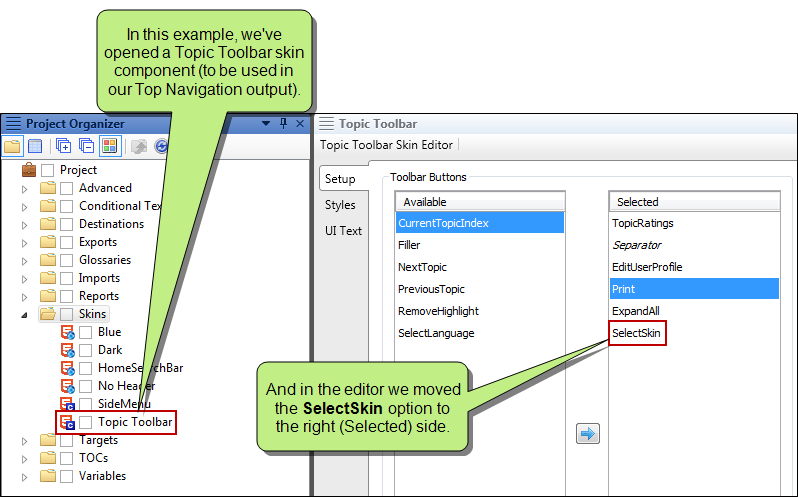 In this example, we've
opened a Topic Toolbar skin
component (to be used in
our Top Navigation output).
Project Organizer
Project
Advanced
Conditional Tex
Destinations
Exports
Glossaries
Imports
Reports
Skins
Blue
Dark
HomeSearchBar
No Header
SideMenu
Topic Toolbar
Targets
TOCs
Variables
Topic Toolbar
Topic Toolbar Skin Editor
Setup
Styles
UI Text
Toolbar Buttons
Available
CurrentTopicIndex
Filler
NextTopic
PreviousTopic
RemoveHighlight
SelectLanguage
Selected
TopicRatings
Separator
EditUserProfile
Print
ExpandAll
SelectSkin
And in the editor we moved
the SelectSkin option to
the right (Selected) side.